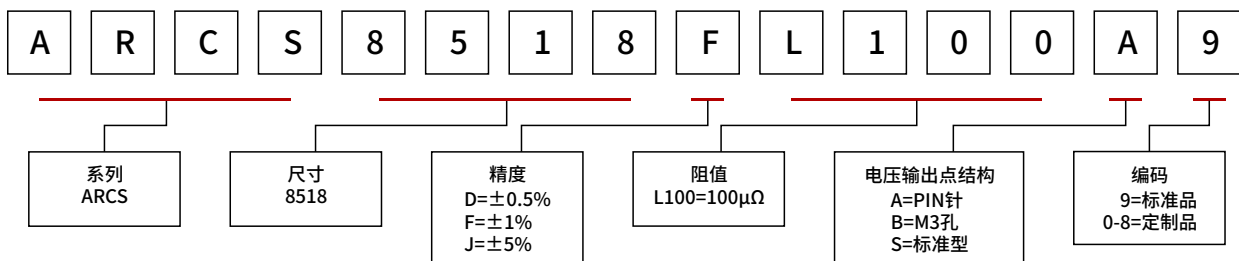 A R C S 8 5 1 8 F L 1 0 0 A 9
系列
ARCS
尺寸
8518
精度
D=±0.5%
F=±1%
J=±5%
阻值
L100=100μΩ
电压输出点结构
A=PIN针
B=M3孔
S=标准型
编码
9=标准品
0-8=定制品